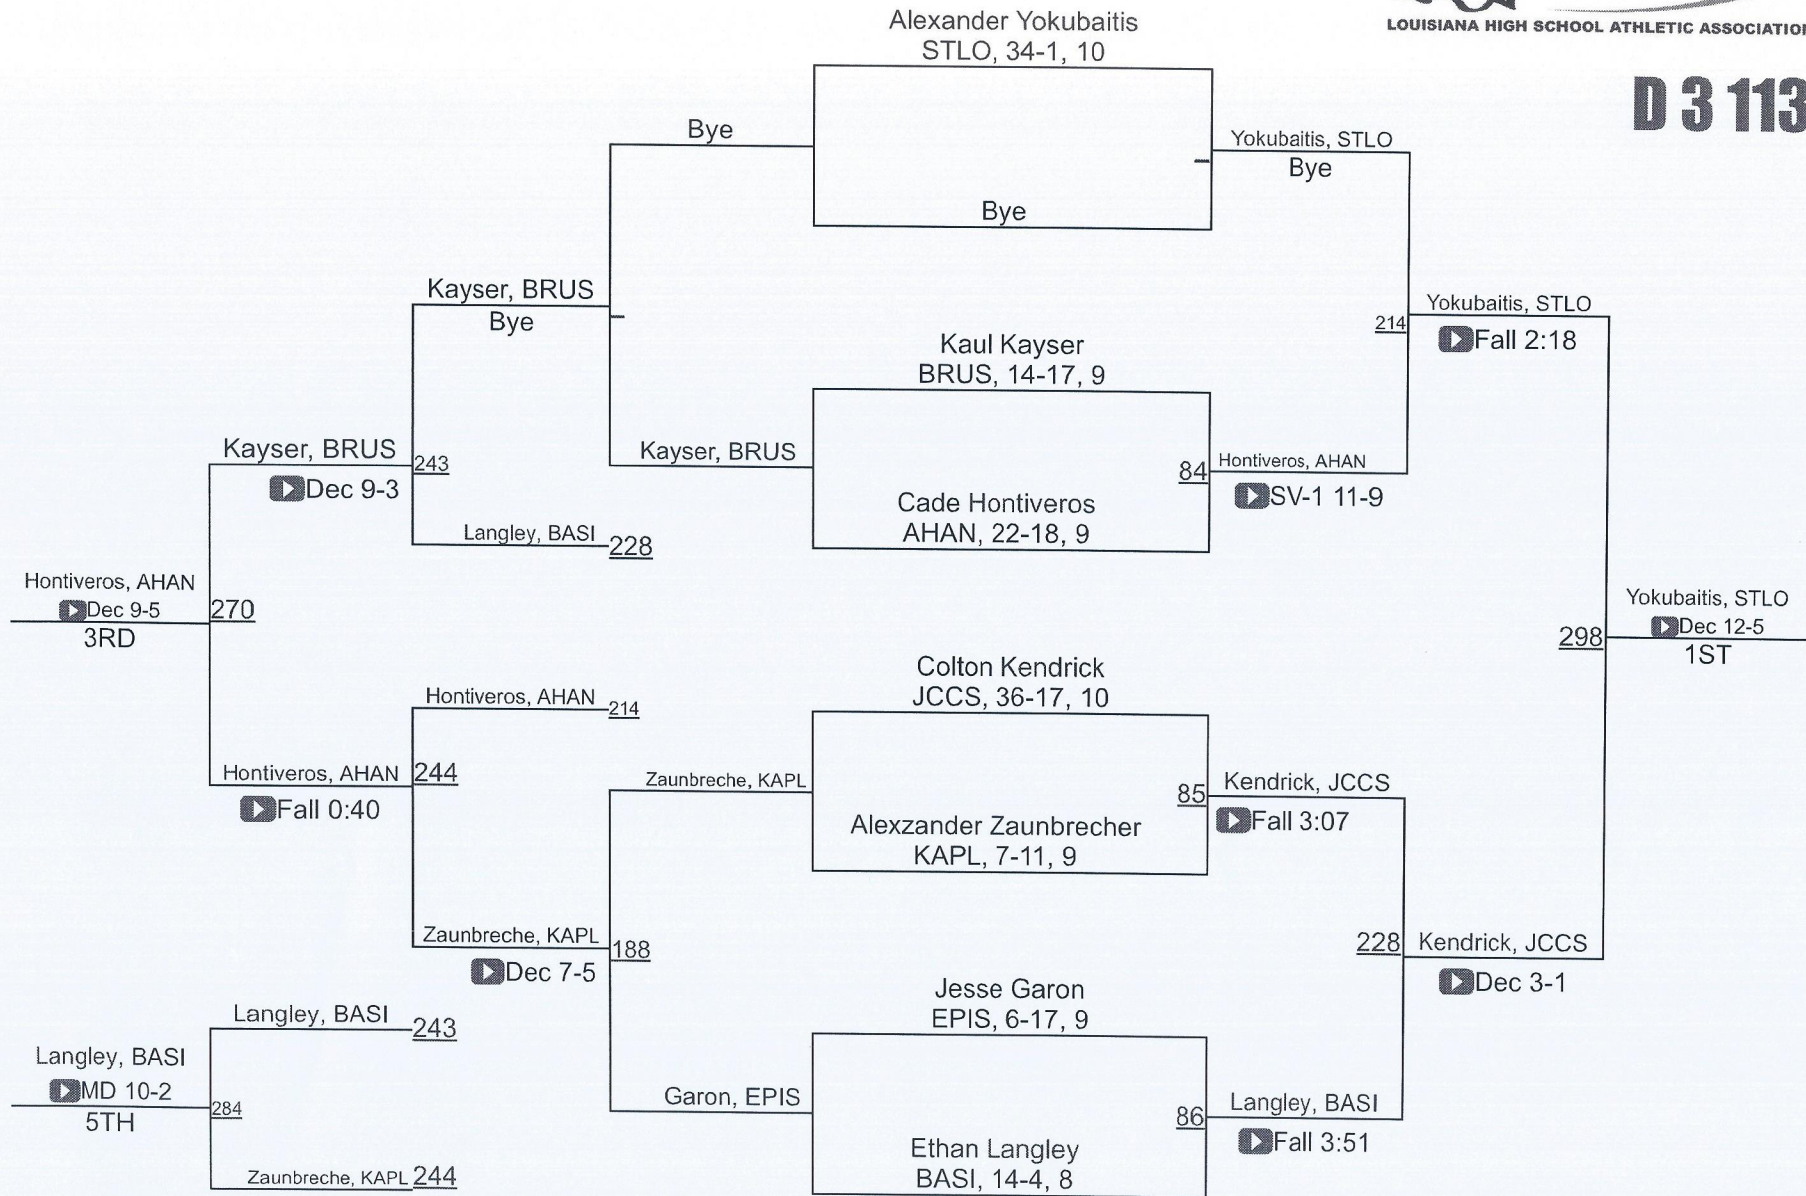 LOUISIANA HIGH SCHOOL ATHLETIC ASSOCIATION
D 3 113
Alexander Yokubaitis
STLO, 34-1, 10
Bye
Bye
Yokubaitis, STLO
Bye
Kayser, BRUS
Bye
Kaul Kayser
BRUS, 14-17, 9
214
Yokubaitis, STLO
Fall 2:18
Kayser, BRUS
243
Dec 9-3
Kayser, BRUS
84
Hontiveros, AHAN
SV-1 11-9
Cade Hontiveros
AHAN, 22-18, 9
Langley, BASI
228
Hontiveros, AHAN
Dec 9-5
3RD
270
Yokubaitis, STLO
Dec 12-5
1ST
298
Colton Kendrick
JCCS, 36-17, 10
Hontiveros, AHAN
214
Hontiveros, AHAN
244
Fall 0:40
Zaunbreche, KAPL
85
Kendrick, JCCS
Fall 3:07
Alexzander Zaunbrecher
KAPL, 7-11, 9
Zaunbreche, KAPL
188
Dec 7-5
228
Kendrick, JCCS
Dec 3-1
Jesse Garon
EPIS, 6-17, 9
Langley, BASI
243
Langley, BASI
MD 10-2
5TH
284
Garon, EPIS
86
Langley, BASI
Fall 3:51
Ethan Langley
BASI, 14-4, 8
Zaunbreche, KAPL
244